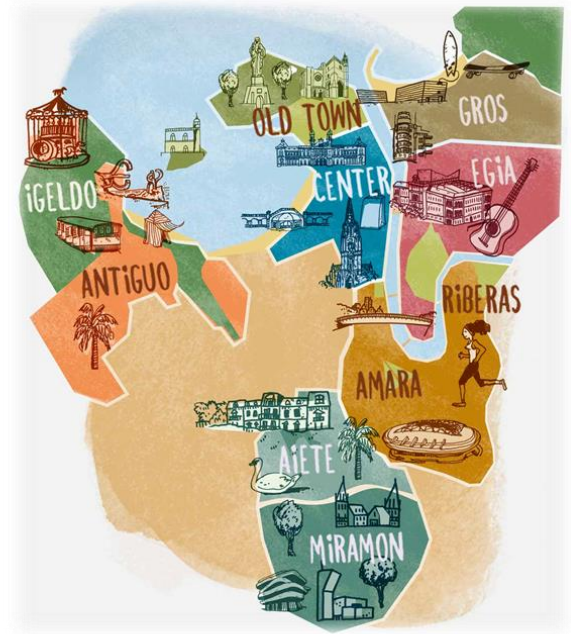 OLD TOWN
GROS
EGiA
CENTER
iGELDO
ANTiGUO
RiBERAS
AMARA
AiETE
MiRAMON